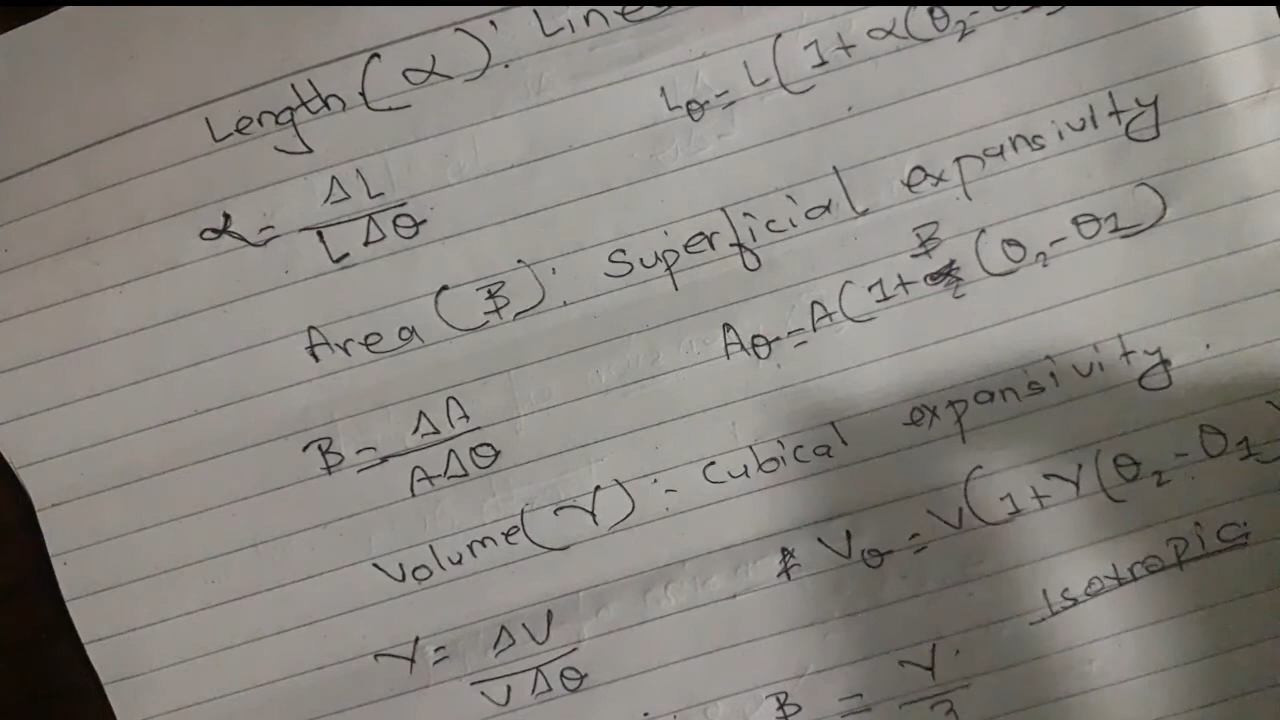 Length (α): Line
Lθ = L(1 + α(θ₂ -
α = ΔL / LΔθ
Area (β): Superficial expansivity
Aθ = A(1 + β (θ₂ - θ1)
β = ΔA / AΔθ
Volume (γ): Cubical expansivity.
Vθ = V(1 + γ(θ₂ - θ1)
γ = ΔV / VΔθ
Isotropic
β = γ / 3